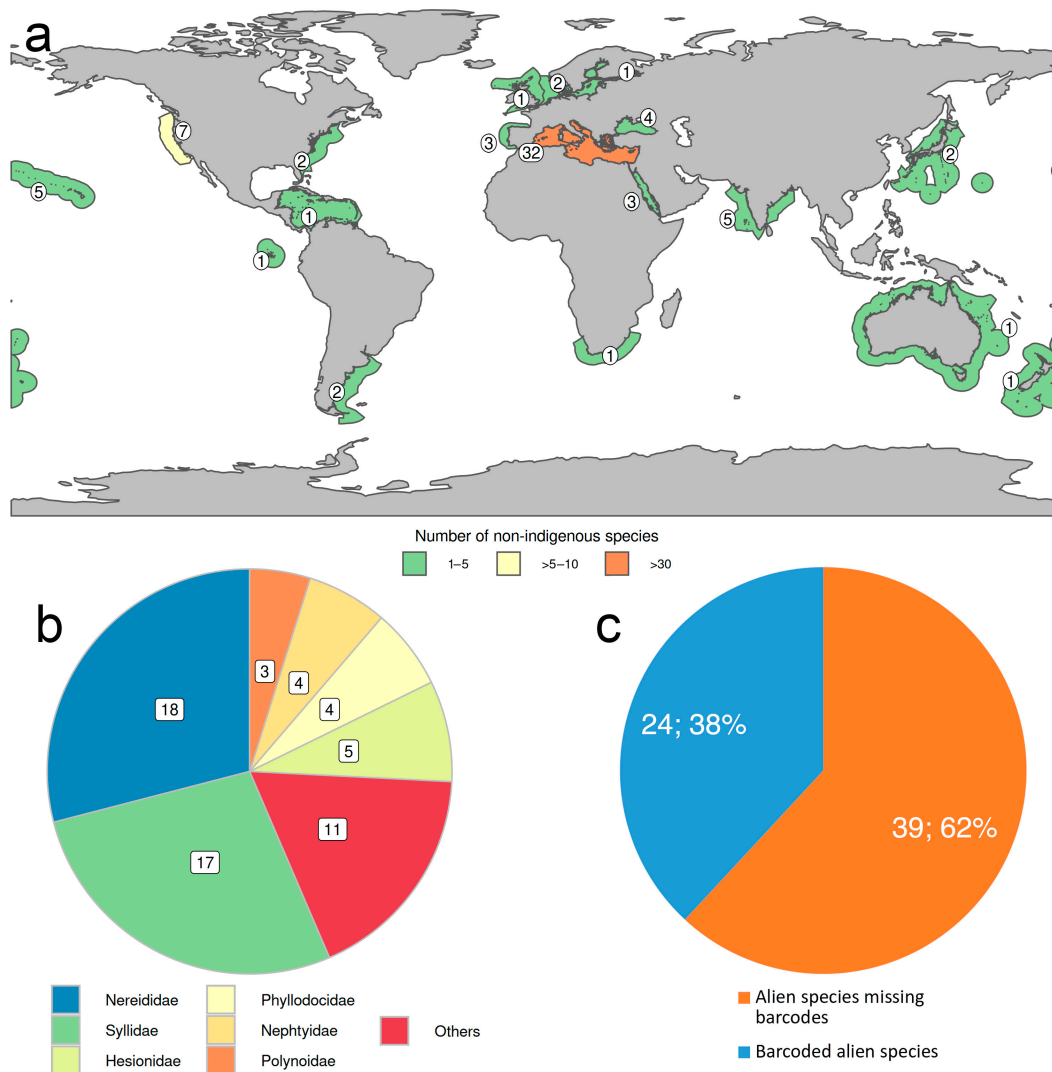 a
1
2
1
7
4
3
32
2
2
5
3
5
1
1
1
1
1
2
Number of non-indigenous species
1–5 >5–10 >30
b
c
3
4
4
18
5
24; 38%
11
39; 62%
17
Nereididae Phyllodocidae
Syllidae Nephtyidae Others
Hesionidae Polynoidae
Alien species missing
barcodes
Barcoded alien species